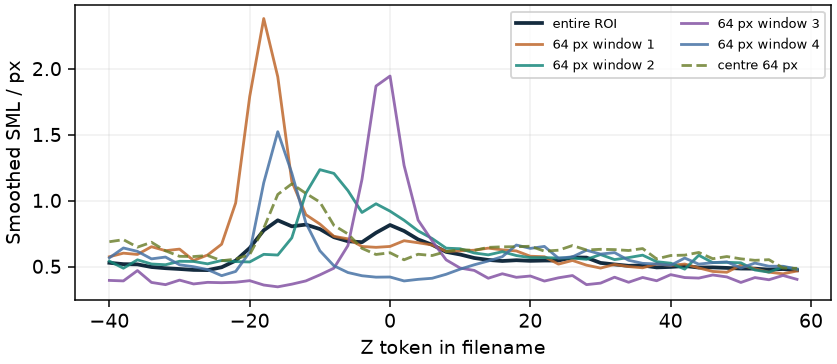 entire ROI
64 px window 1
64 px window 2
64 px window 3
64 px window 4
centre 64 px
Smoothed SML / px
2.0
1.5
1.0
0.5
−40
−20
0
20
40
60
Z token in filename